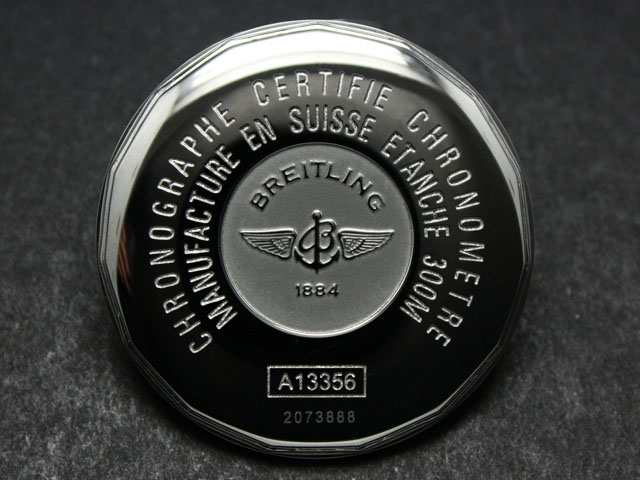 CHRONOGRAPHE CERTIFIE CHRONOMETRE
MANUFACTURE EN SUISSE ETANCHE 300M
BREITLING
B
1884
A13356
2073888